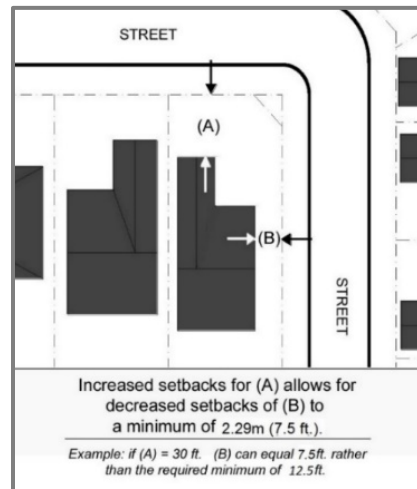 STREET
(A)
(B)
STREET
Increased setbacks for (A) allows for
decreased setbacks of (B) to
a minimum of 2.29m (7.5 ft.).
Example: if (A) = 30 ft. (B) can equal 7.5ft. rather
than the required minimum of 12.5ft.